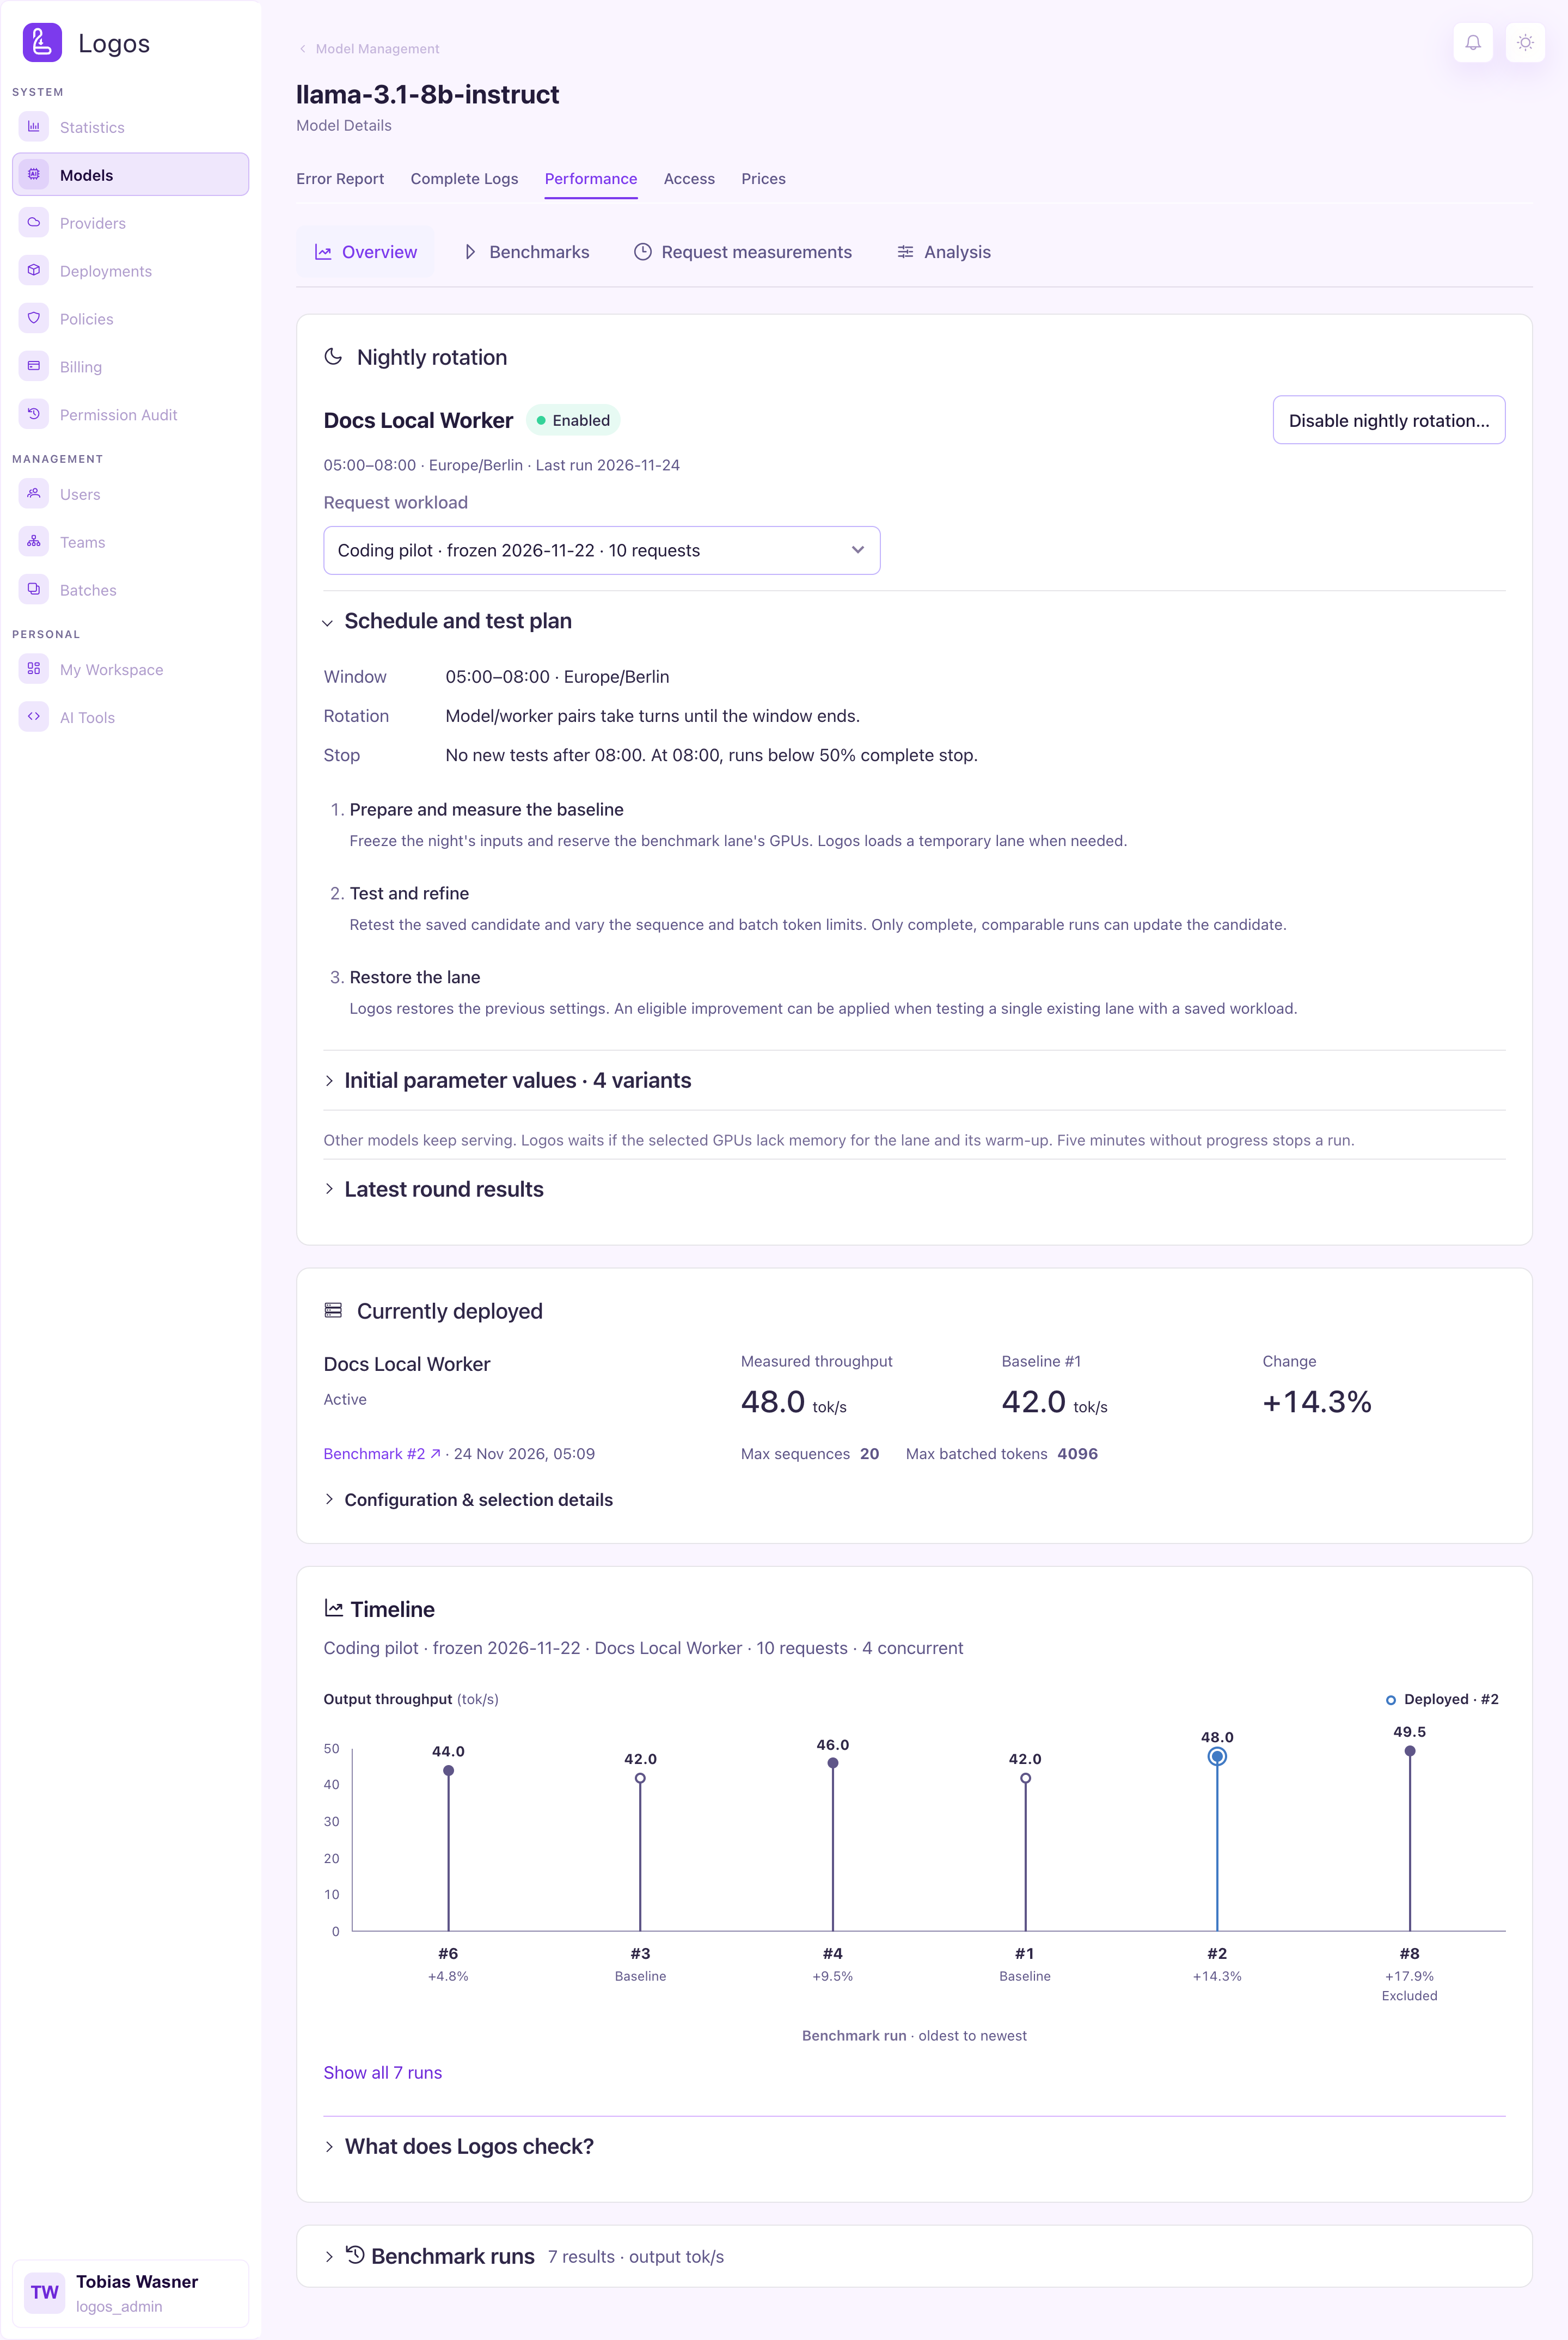 Logos
SYSTEM
Statistics
Models
Providers
Deployments
Policies
Billing
Permission Audit
MANAGEMENT
Users
Teams
Batches
PERSONAL
My Workspace
AI Tools
TW
Tobias Wasner
logos_admin
Model Management
llama-3.1-8b-instruct
Model Details
Error Report Complete Logs Performance Access Prices
Overview Benchmarks Request measurements Analysis
Nightly rotation
Docs Local Worker Enabled Disable nightly rotation...
05:00–08:00 · Europe/Berlin · Last run 2026-11-24
Request workload
Coding pilot · frozen 2026-11-22 · 10 requests
Schedule and test plan
Window 05:00–08:00 · Europe/Berlin
Rotation Model/worker pairs take turns until the window ends.
Stop No new tests after 08:00. At 08:00, runs below 50% complete stop.
1. Prepare and measure the baseline
Freeze the night's inputs and reserve the benchmark lane's GPUs. Logos loads a temporary lane when needed.
2. Test and refine
Retest the saved candidate and vary the sequence and batch token limits. Only complete, comparable runs can update the candidate.
3. Restore the lane
Logos restores the previous settings. An eligible improvement can be applied when testing a single existing lane with a saved workload.
Initial parameter values · 4 variants
Other models keep serving. Logos waits if the selected GPUs lack memory for the lane and its warm-up. Five minutes without progress stops a run.
Latest round results
Currently deployed
Docs Local Worker Measured throughput Baseline #1 Change
Active 48.0 tok/s 42.0 tok/s +14.3%
Benchmark #2 ↗ · 24 Nov 2026, 05:09 Max sequences 20 Max batched tokens 4096
Configuration & selection details
Timeline
Coding pilot · frozen 2026-11-22 · Docs Local Worker · 10 requests · 4 concurrent
Output throughput (tok/s) Deployed · #2
50
40
30
20
10
0
44.0 42.0 46.0 42.0 48.0 49.5
#6 #3 #4 #1 #2 #8
+4.8% Baseline +9.5% Baseline +14.3% +17.9%
Excluded
Benchmark run · oldest to newest
Show all 7 runs
What does Logos check?
Benchmark runs 7 results · output tok/s